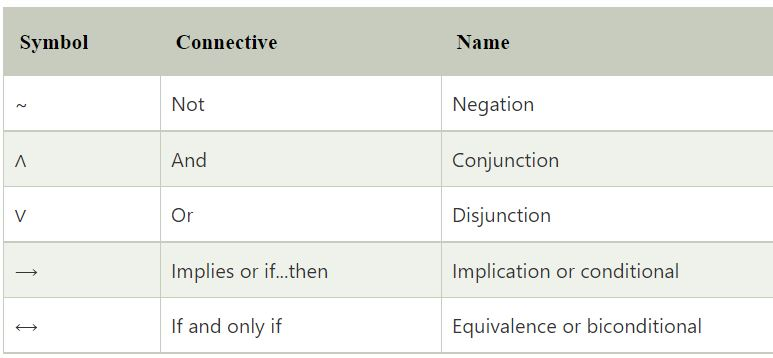 Symbol Connective Name
~ Not Negation
∧ And Conjunction
∨ Or Disjunction
⟶ Implies or if...then Implication or conditional
⟷ If and only if Equivalence or biconditional